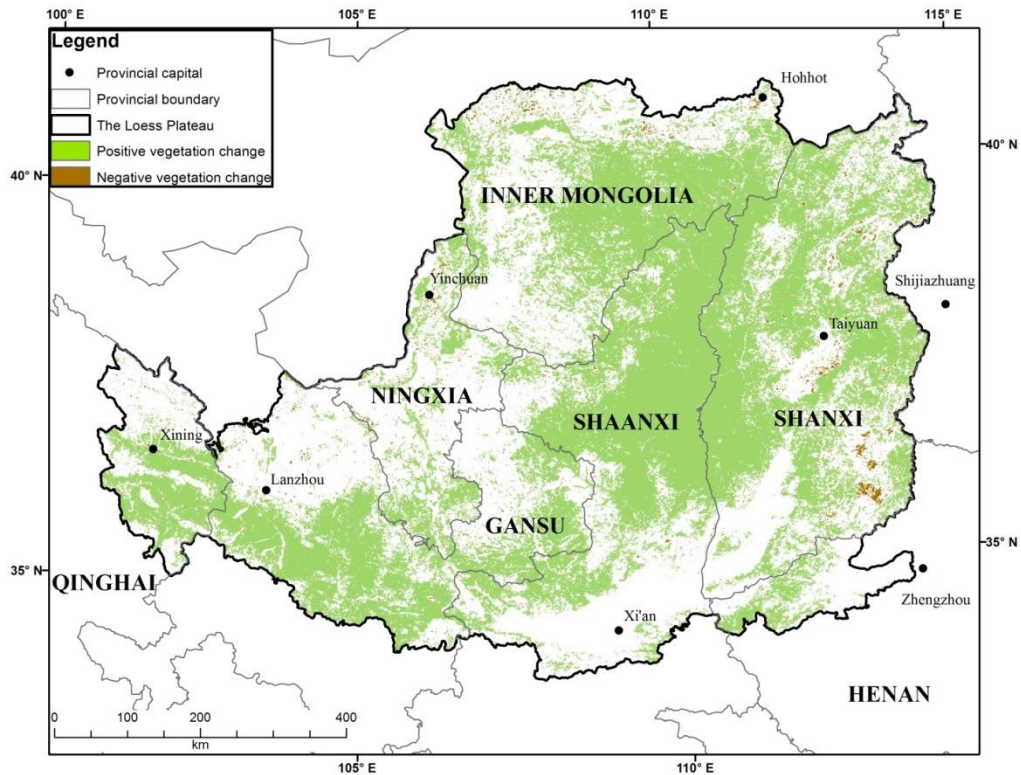 100° E 105° E 110° E 115° E
Legend
Provincial capital
Provincial boundary
The Loess Plateau
Positive vegetation change
Negative vegetation change
Hohhot
40° N
40° N
INNER MONGOLIA
Yinchuan
Shijiazhuang
Taiyuan
NINGXIA
SHAANXI
SHANXI
Xining
Lanzhou
GANSU
35° N
35° N
QINGHAI
Zhengzhou
Xi'an
HENAN
0 100 200 400
km
105° E 110° E